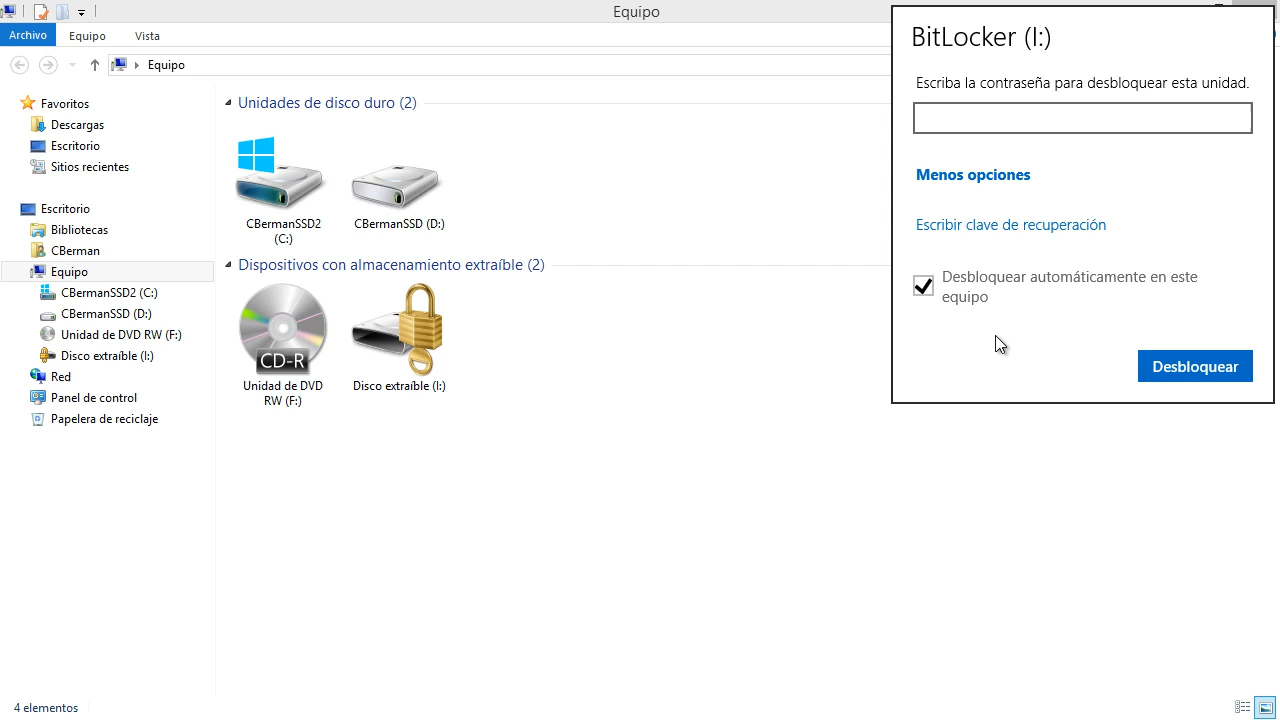 Equipo
Archivo
Equipo
Vista
Equipo
Favoritos
Descargas
Escritorio
Sitios recientes
Escritorio
Bibliotecas
CBerman
Equipo
CBermanSSD2 (C:)
CBermanSSD (D:)
Unidad de DVD RW (F:)
Disco extraíble (I:)
Red
Panel de control
Papelera de reciclaje
Unidades de disco duro (2)
CBermanSSD2
(C:)
CBermanSSD (D:)
Dispositivos con almacenamiento extraíble (2)
CD-R
Unidad de DVD
RW (F:)
Disco extraíble (I:)
BitLocker (I:)
Escriba la contraseña para desbloquear esta unidad.
Menos opciones
Escribir clave de recuperación
Desbloquear automáticamente en este
equipo
Desbloquear
4 elementos